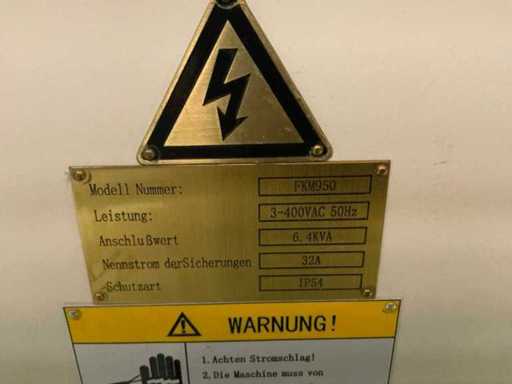 Modell Nummer: FKM950
Leistung: 3-400VAC 50Hz
Anschlußwert 6.4KVA
Nennstrom derSicherungen 32A
Schutzart IP54
WARNUNG!
1. Achten Stromschlag!
2. Die Maschine muss von